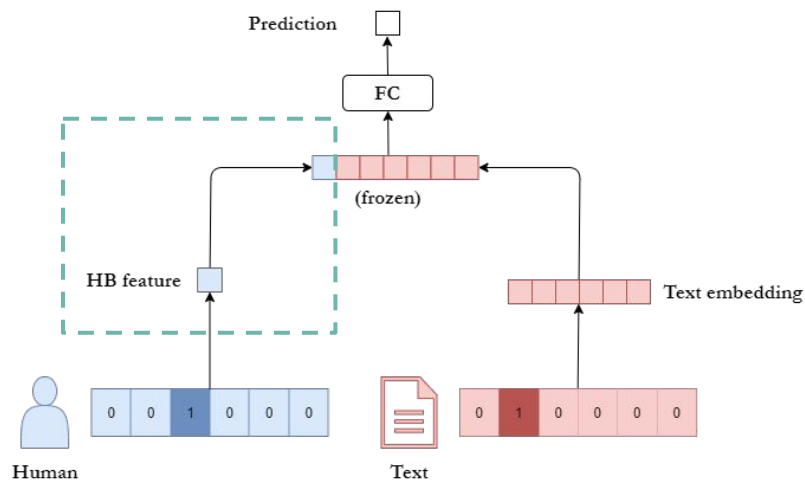 Prediction
FC
(frozen)
HB feature
Text embedding
0 0 1 0 0 0
0 1 0 0 0 0
Human
Text